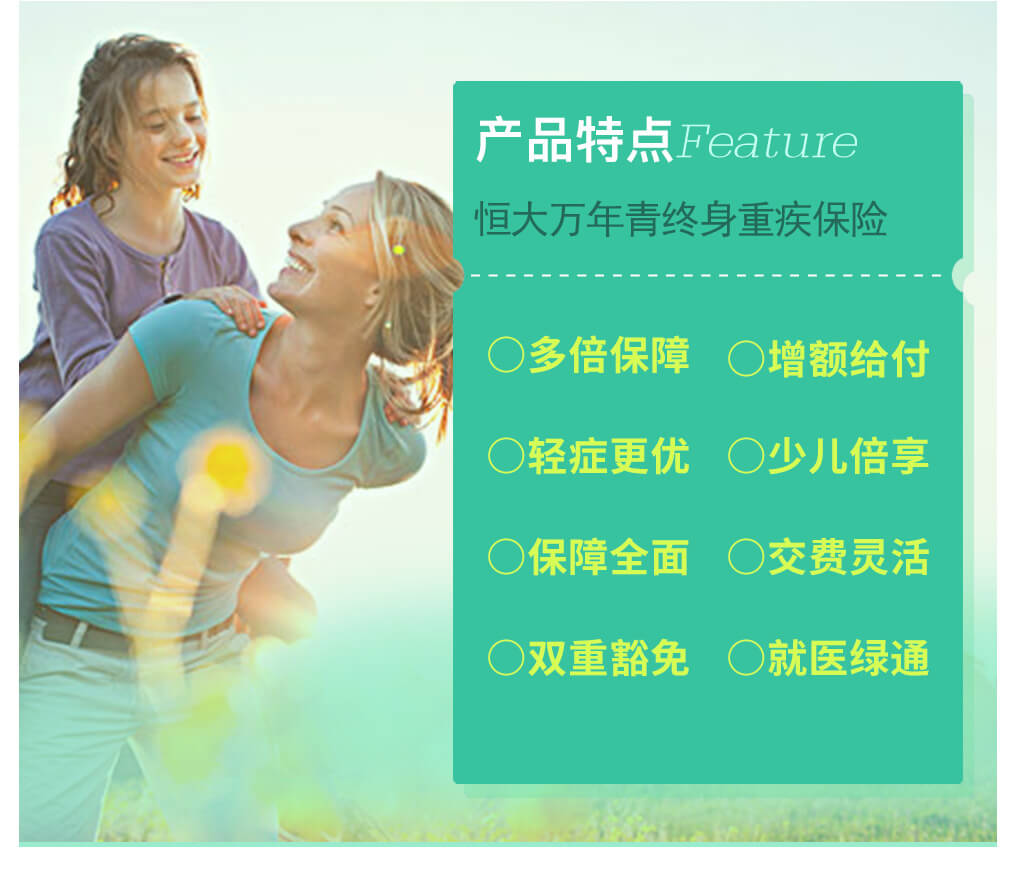 产品特点Feature
恒大万年青终身重疾保险
○多倍保障 ○增额给付
○轻症更优 ○少儿倍享
○保障全面 ○交费灵活
○双重豁免 ○就医绿通